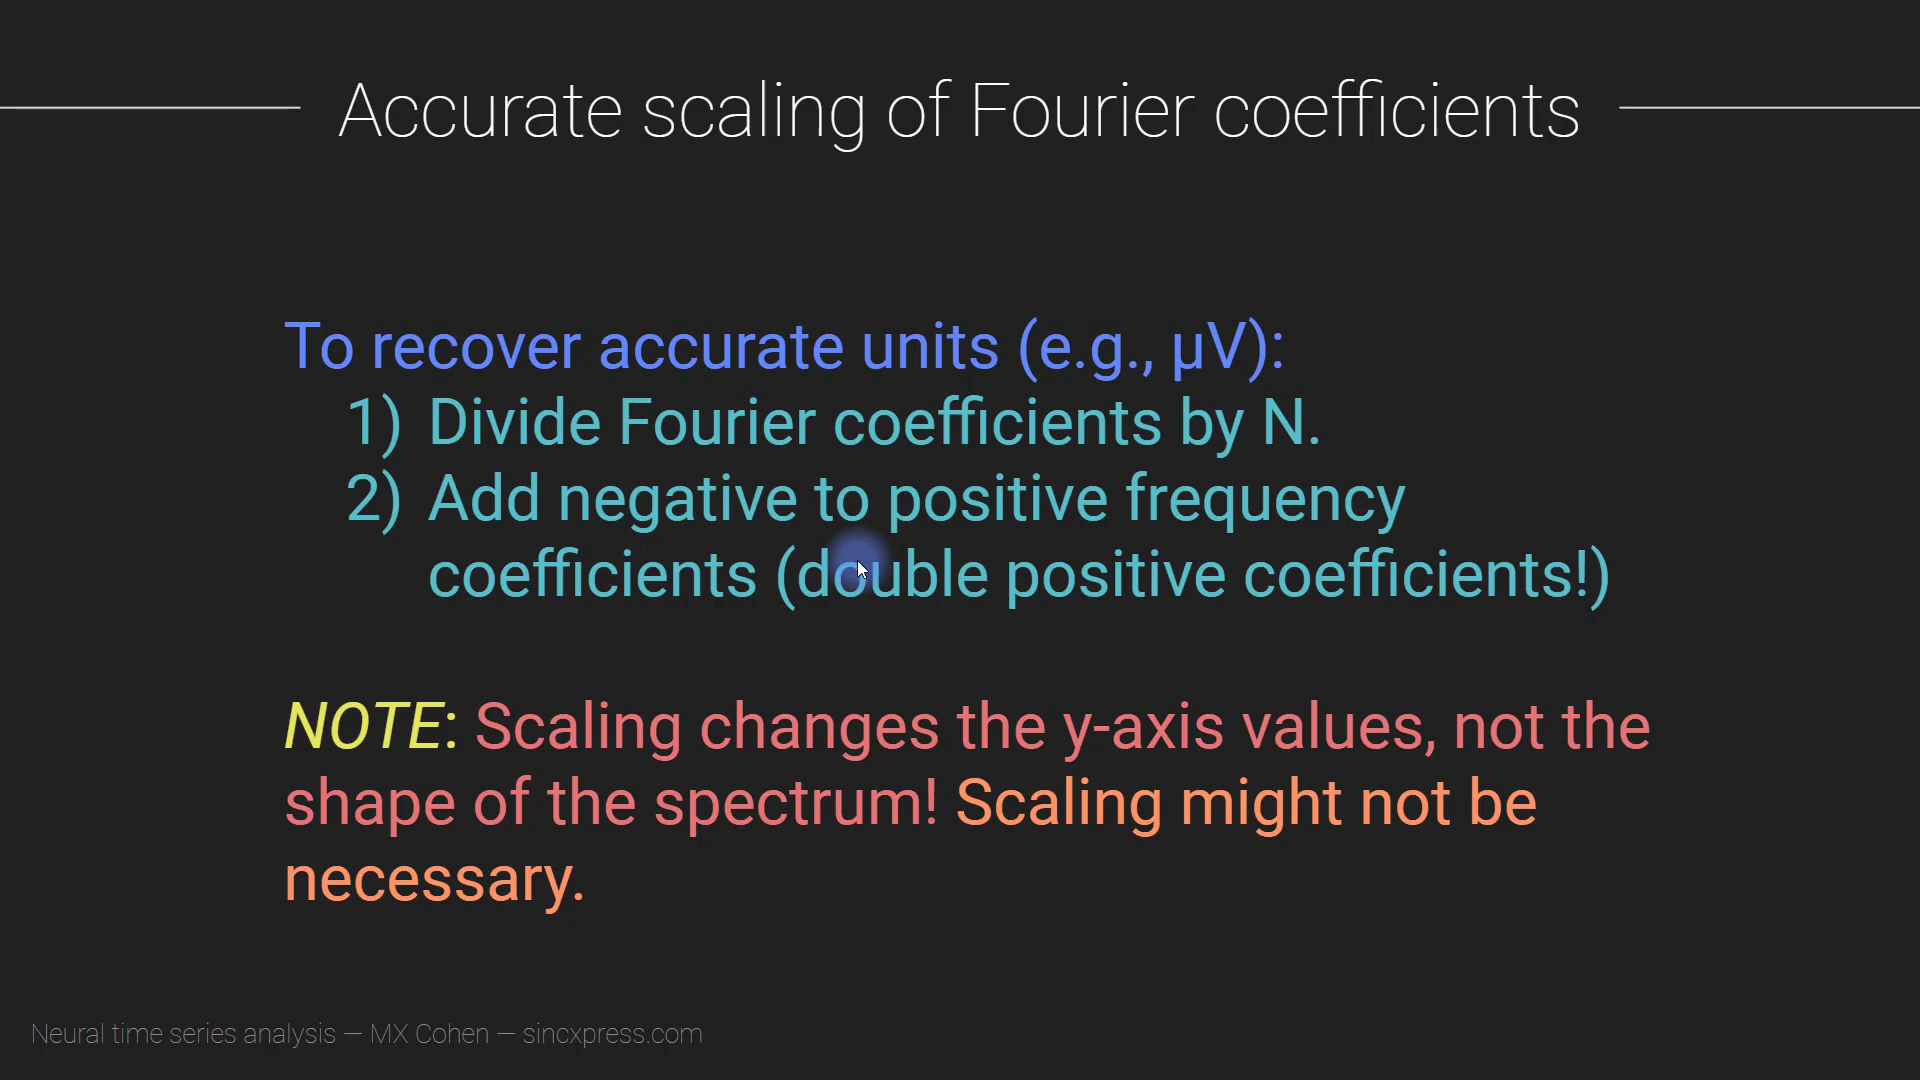 Accurate scaling of Fourier coefficients
To recover accurate units (e.g., µV):
1) Divide Fourier coefficients by N.
2) Add negative to positive frequency
coefficients (double positive coefficients!)
NOTE: Scaling changes the y-axis values, not the
shape of the spectrum! Scaling might not be
necessary.
Neural time series analysis — MX Cohen — sincxpress.com